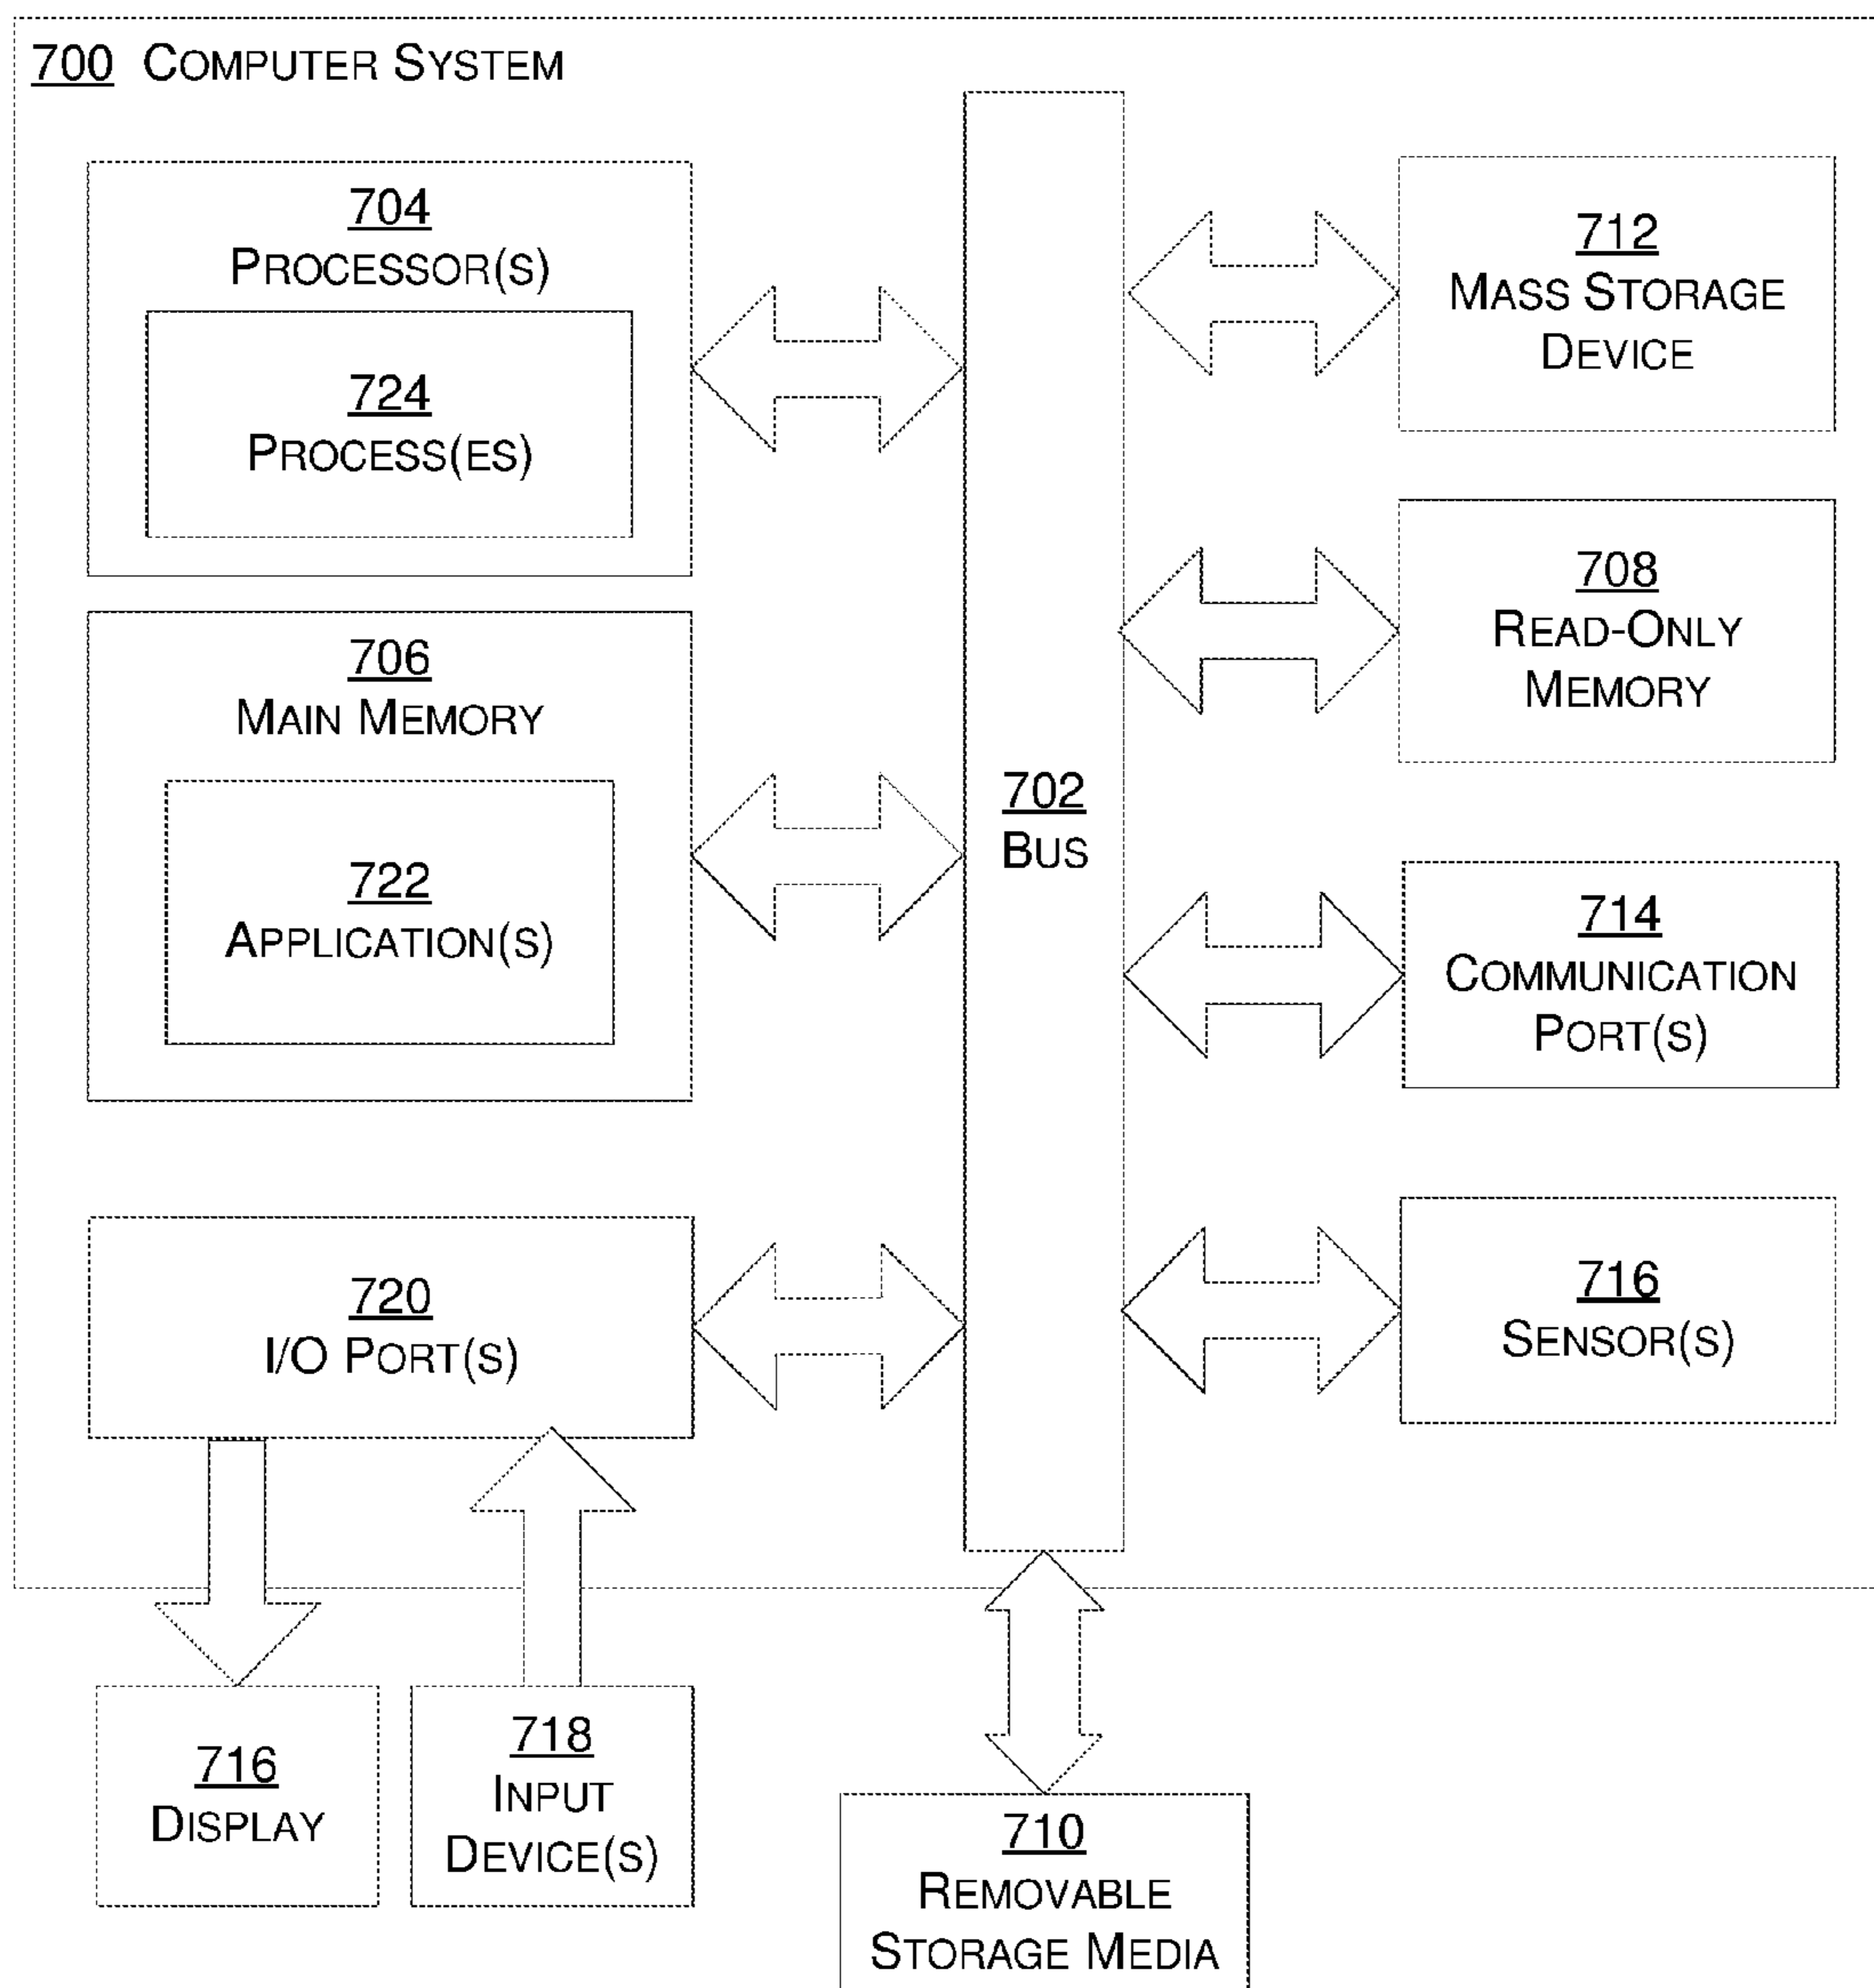 700 COMPUTER SYSTEM
704
PROCESSOR(S)
724
PROCESS(ES)
706
MAIN MEMORY
722
APPLICATION(S)
720
I/O PORT(S)
702
BUS
712
MASS STORAGE
DEVICE
708
READ-ONLY
MEMORY
714
COMMUNICATION
PORT(S)
716
SENSOR(S)
716
DISPLAY
718
INPUT
DEVICE(S)
710
REMOVABLE
STORAGE MEDIA